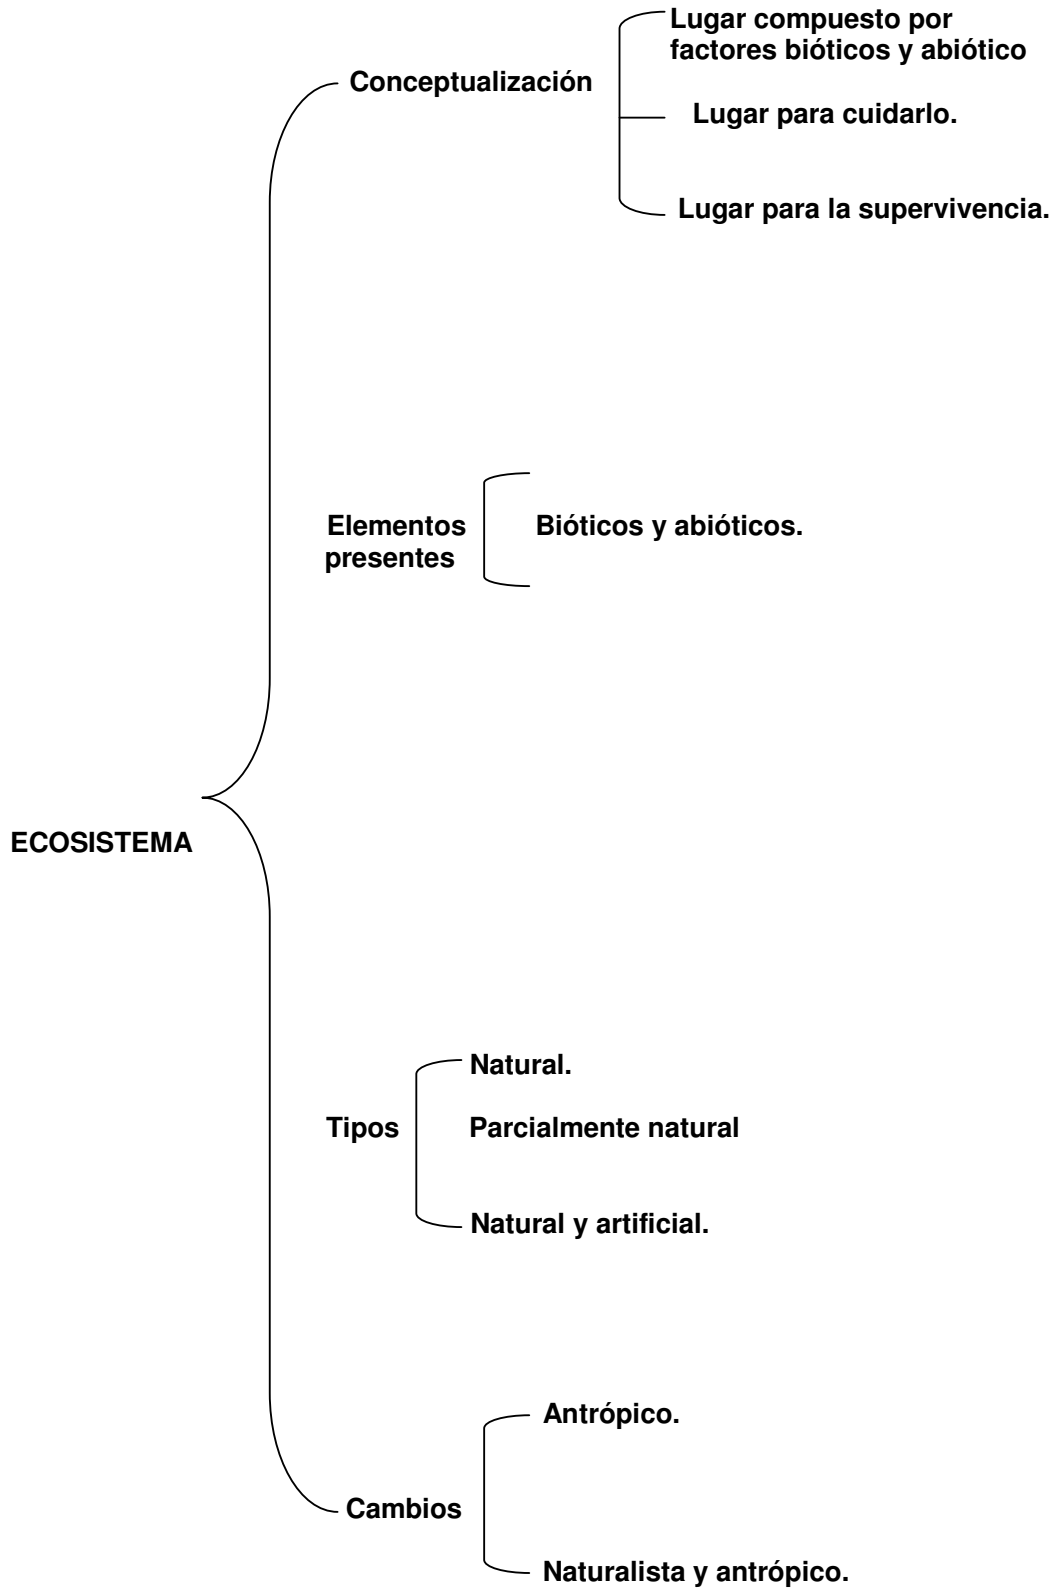 Lugar compuesto por
factores bióticos y abiótico
Conceptualización
Lugar para cuidarlo.
Lugar para la supervivencia.
Elementos
presentes
Bióticos y abióticos.
ECOSISTEMA
Natural.
Tipos
Parcialmente natural
Natural y artificial.
Antrópico.
Cambios
Naturalista y antrópico.